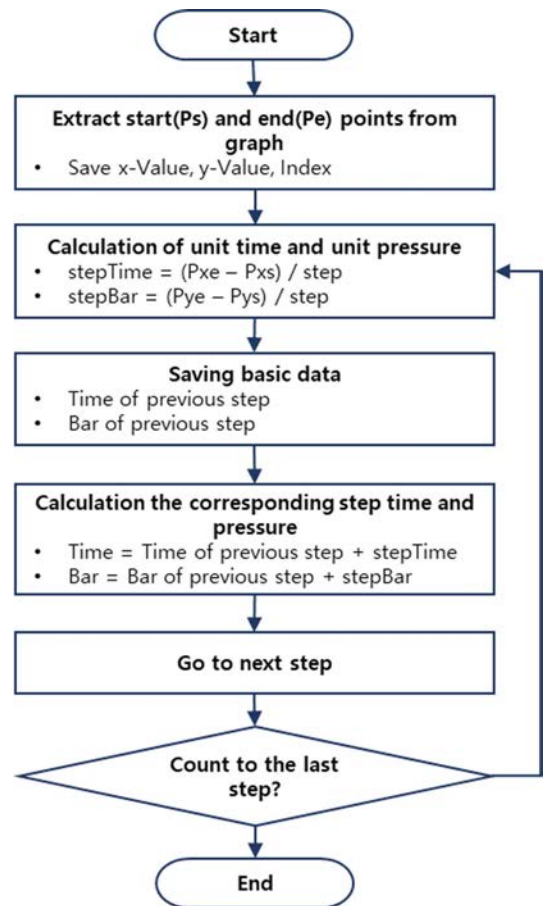 Start
Extract start(Ps) and end(Pe) points from
graph
• Save x-Value, y-Value, Index
Calculation of unit time and unit pressure
• stepTime = (Pxe – Pxs) / step
• stepBar = (Pye – Pys) / step
Saving basic data
• Time of previous step
• Bar of previous step
Calculation the corresponding step time and
pressure
• Time = Time of previous step + stepTime
• Bar = Bar of previous step + stepBar
Go to next step
Count to the last
step?
End